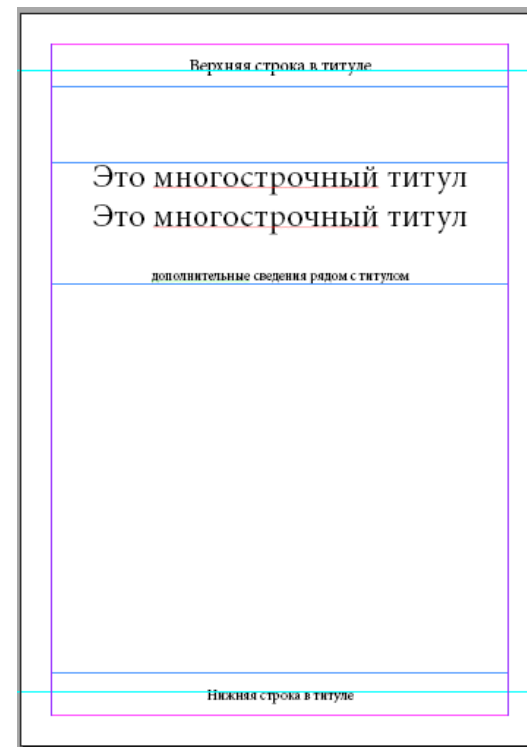 Верхняя строка в титуле
Это многострочный титул
Это многострочный титул
дополнительные сведения рядом с титулом
Нижняя строка в титуле